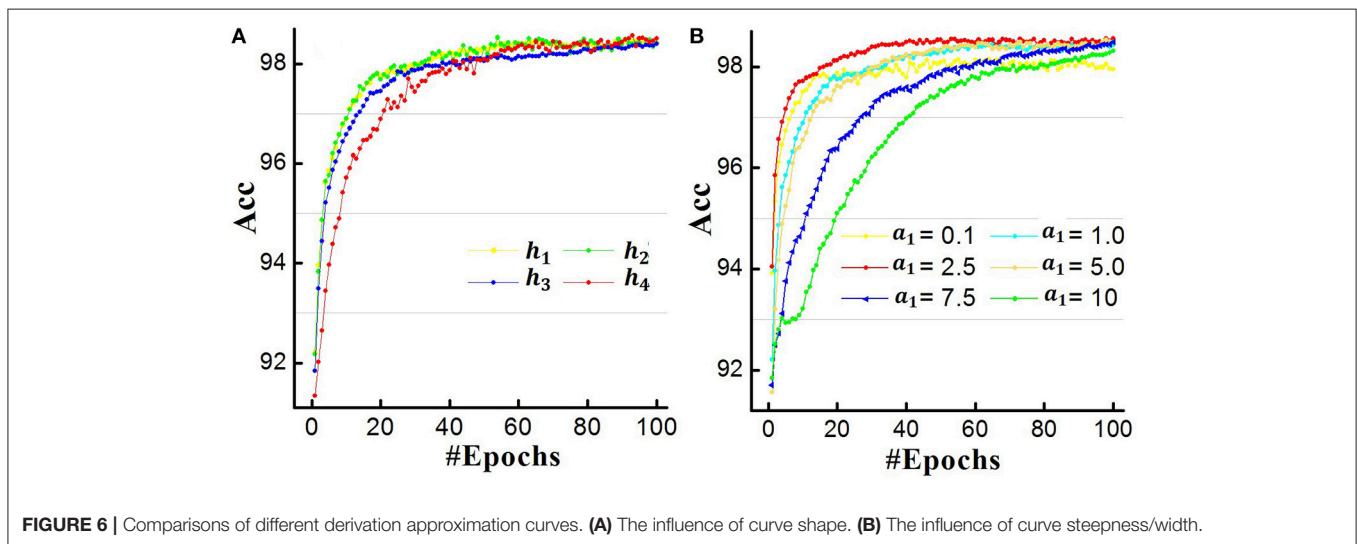 A
98
96
94
92
Acc
h₁ h₂
h₃ h₄
0 20 40 60 80 100
#Epochs
B
98
96
94
92
Acc
a₁ = 0.1 a₁ = 1.0
a₁ = 2.5 a₁ = 5.0
a₁ = 7.5 a₁ = 10
0 20 40 60 80 100
#Epochs
FIGURE 6 | Comparisons of different derivation approximation curves. (A) The influence of curve shape. (B) The influence of curve steepness/width.